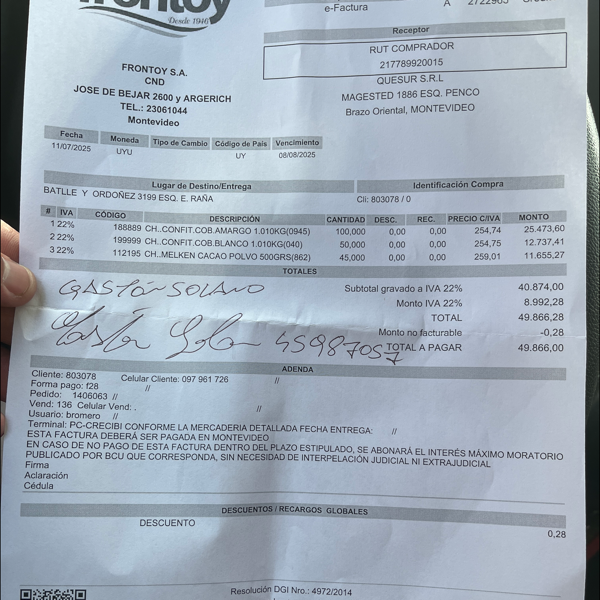 frontoy
Desde 1946
e-Factura A 2722905
Receptor
RUT COMPRADOR
217789920015
QUESUR S.R.L
MAGESTED 1886 ESQ. PENCO
Brazo Oriental, MONTEVIDEO
FRONTOY S.A.
CND
JOSE DE BEJAR 2600 y ARGERICH
TEL.: 23061044
Montevideo
Fecha Moneda Tipo de Cambio Código de País Vencimiento
11/07/2025 UYU UY 08/08/2025
Lugar de Destino/Entrega Identificación Compra
BATLLE Y ORDOÑEZ 3199 ESQ. E. RAÑA Cli: 803078 / 0
# IVA CÓDIGO DESCRIPCIÓN CANTIDAD DESC. REC. PRECIO C/IVA MONTO
1 22% 188889 CH..CONFIT.COB.AMARGO 1.010KG(0945) 100,000 0,00 0,00 254,74 25.473,60
2 22% 199999 CH..CONFIT.COB.BLANCO 1.010KG(040) 50,000 0,00 0,00 254,75 12.737,41
3 22% 112195 CH..MELKEN CACAO POLVO 500GRS(862) 45,000 0,00 0,00 259,01 11.655,27
TOTALES
GASTÓN SOLANO
Subtotal gravado a IVA 22% 40.874,00
Monto IVA 22% 8.992,28
TOTAL 49.866,28
Monto no facturable -0,28
Gastón Solan 45987057 TOTAL A PAGAR 49.866,00
ADENDA
Cliente: 803078 Celular Cliente: 097 961 726 //
Forma pago: f28 //
Pedido: 1406063 //
Vend: 136 Celular Vend: . //
Usuario: bromero //
Terminal: PC-CRECIBI CONFORME LA MERCADERIA DETALLADA FECHA ENTREGA: //
ESTA FACTURA DEBERÁ SER PAGADA EN MONTEVIDEO
EN CASO DE NO PAGO DE ESTA FACTURA DENTRO DEL PLAZO ESTIPULADO, SE ABONARÁ EL INTERÉS MÁXIMO MORATORIO
PUBLICADO POR BCU QUE CORRESPONDA, SIN NECESIDAD DE INTERPELACIÓN JUDICIAL NI EXTRAJUDICIAL
Firma
Aclaración
Cédula
DESCUENTOS / RECARGOS GLOBALES
DESCUENTO 0,28
Resolución DGI Nro.: 4972/2014